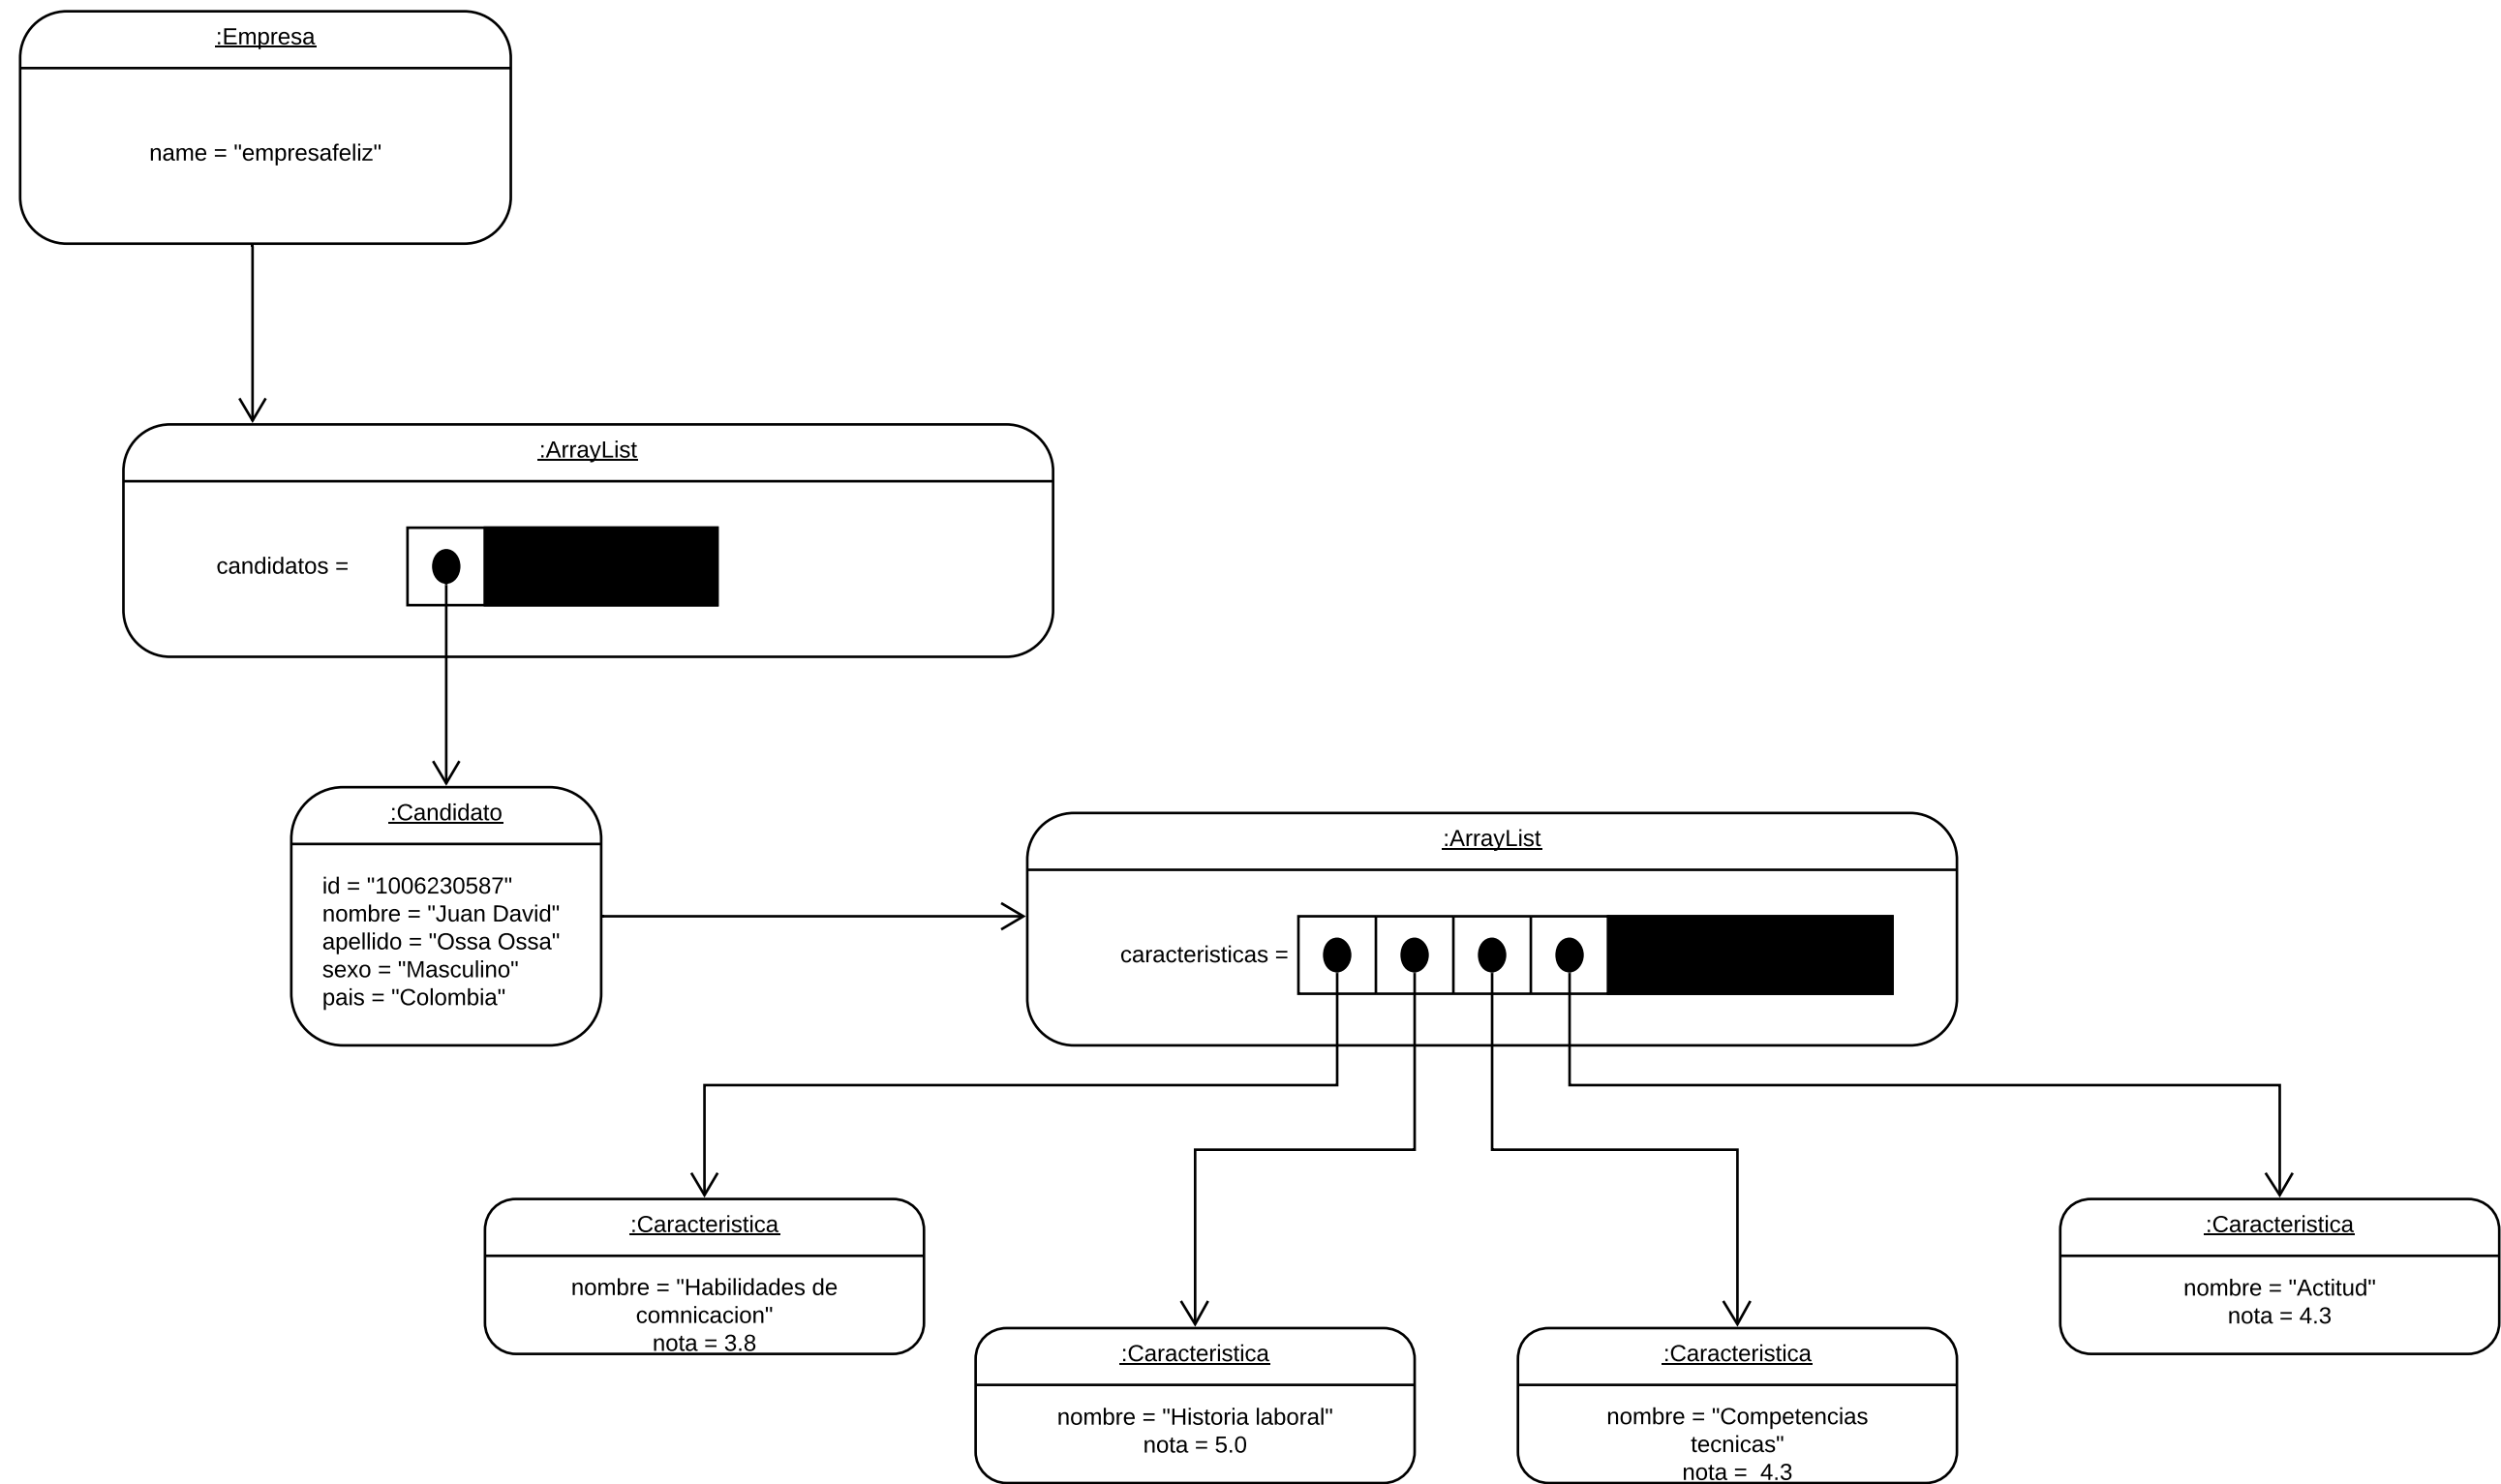 :Empresa
name = "empresafeliz"
:ArrayList
candidatos =
:Candidato
id = "1006230587"
nombre = "Juan David"
apellido = "Ossa Ossa"
sexo = "Masculino"
pais = "Colombia"
:ArrayList
caracteristicas =
:Caracteristica
nombre = "Habilidades de
comnicacion"
nota = 3.8
:Caracteristica
nombre = "Historia laboral"
nota = 5.0
:Caracteristica
nombre = "Competencias
tecnicas"
nota =  4.3
:Caracteristica
nombre = "Actitud"
nota = 4.3